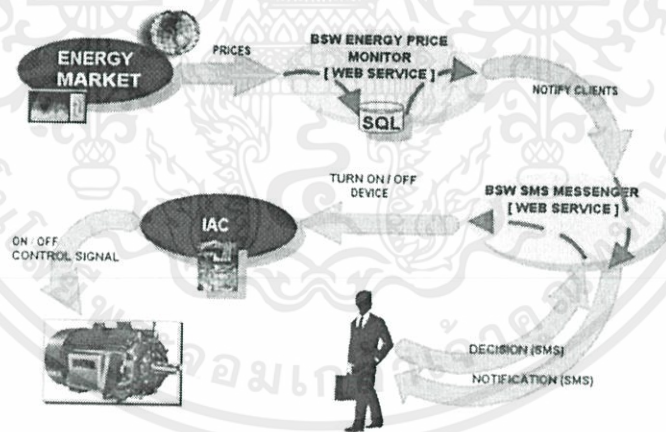 ENERGY
MARKET
PRICES
BSW ENERGY PRICE
MONITOR
[ WEB SERVICE ]
SQL
NOTIFY CLIENTS
TURN ON / OFF
DEVICE
BSW SMS MESSENGER
[ WEB SERVICE ]
IAC
ON / OFF
CONTROL SIGNAL
DECISION (SMS)
NOTIFICATION (SMS)